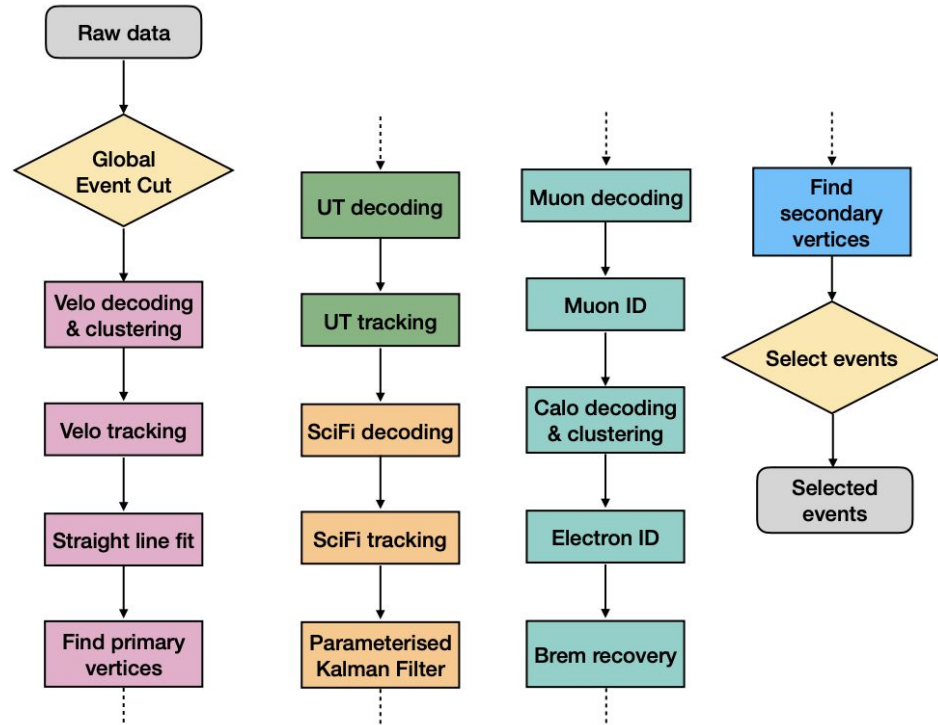 Raw data
Global
Event Cut
Velo decoding
& clustering
Velo tracking
Straight line fit
Find primary
vertices
UT decoding
UT tracking
SciFi decoding
SciFi tracking
Parameterised
Kalman Filter
Muon decoding
Muon ID
Calo decoding
& clustering
Electron ID
Brem recovery
Find
secondary
vertices
Select events
Selected
events